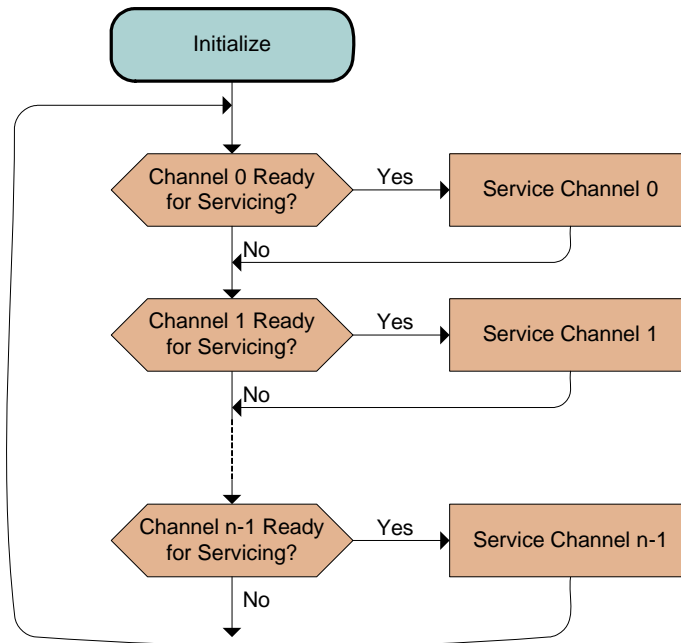 Initialize
Channel 0 Ready
for Servicing?
Yes
Service Channel 0
No
Channel 1 Ready
for Servicing?
Yes
Service Channel 1
No
Channel n-1 Ready
for Servicing?
Yes
Service Channel n-1
No